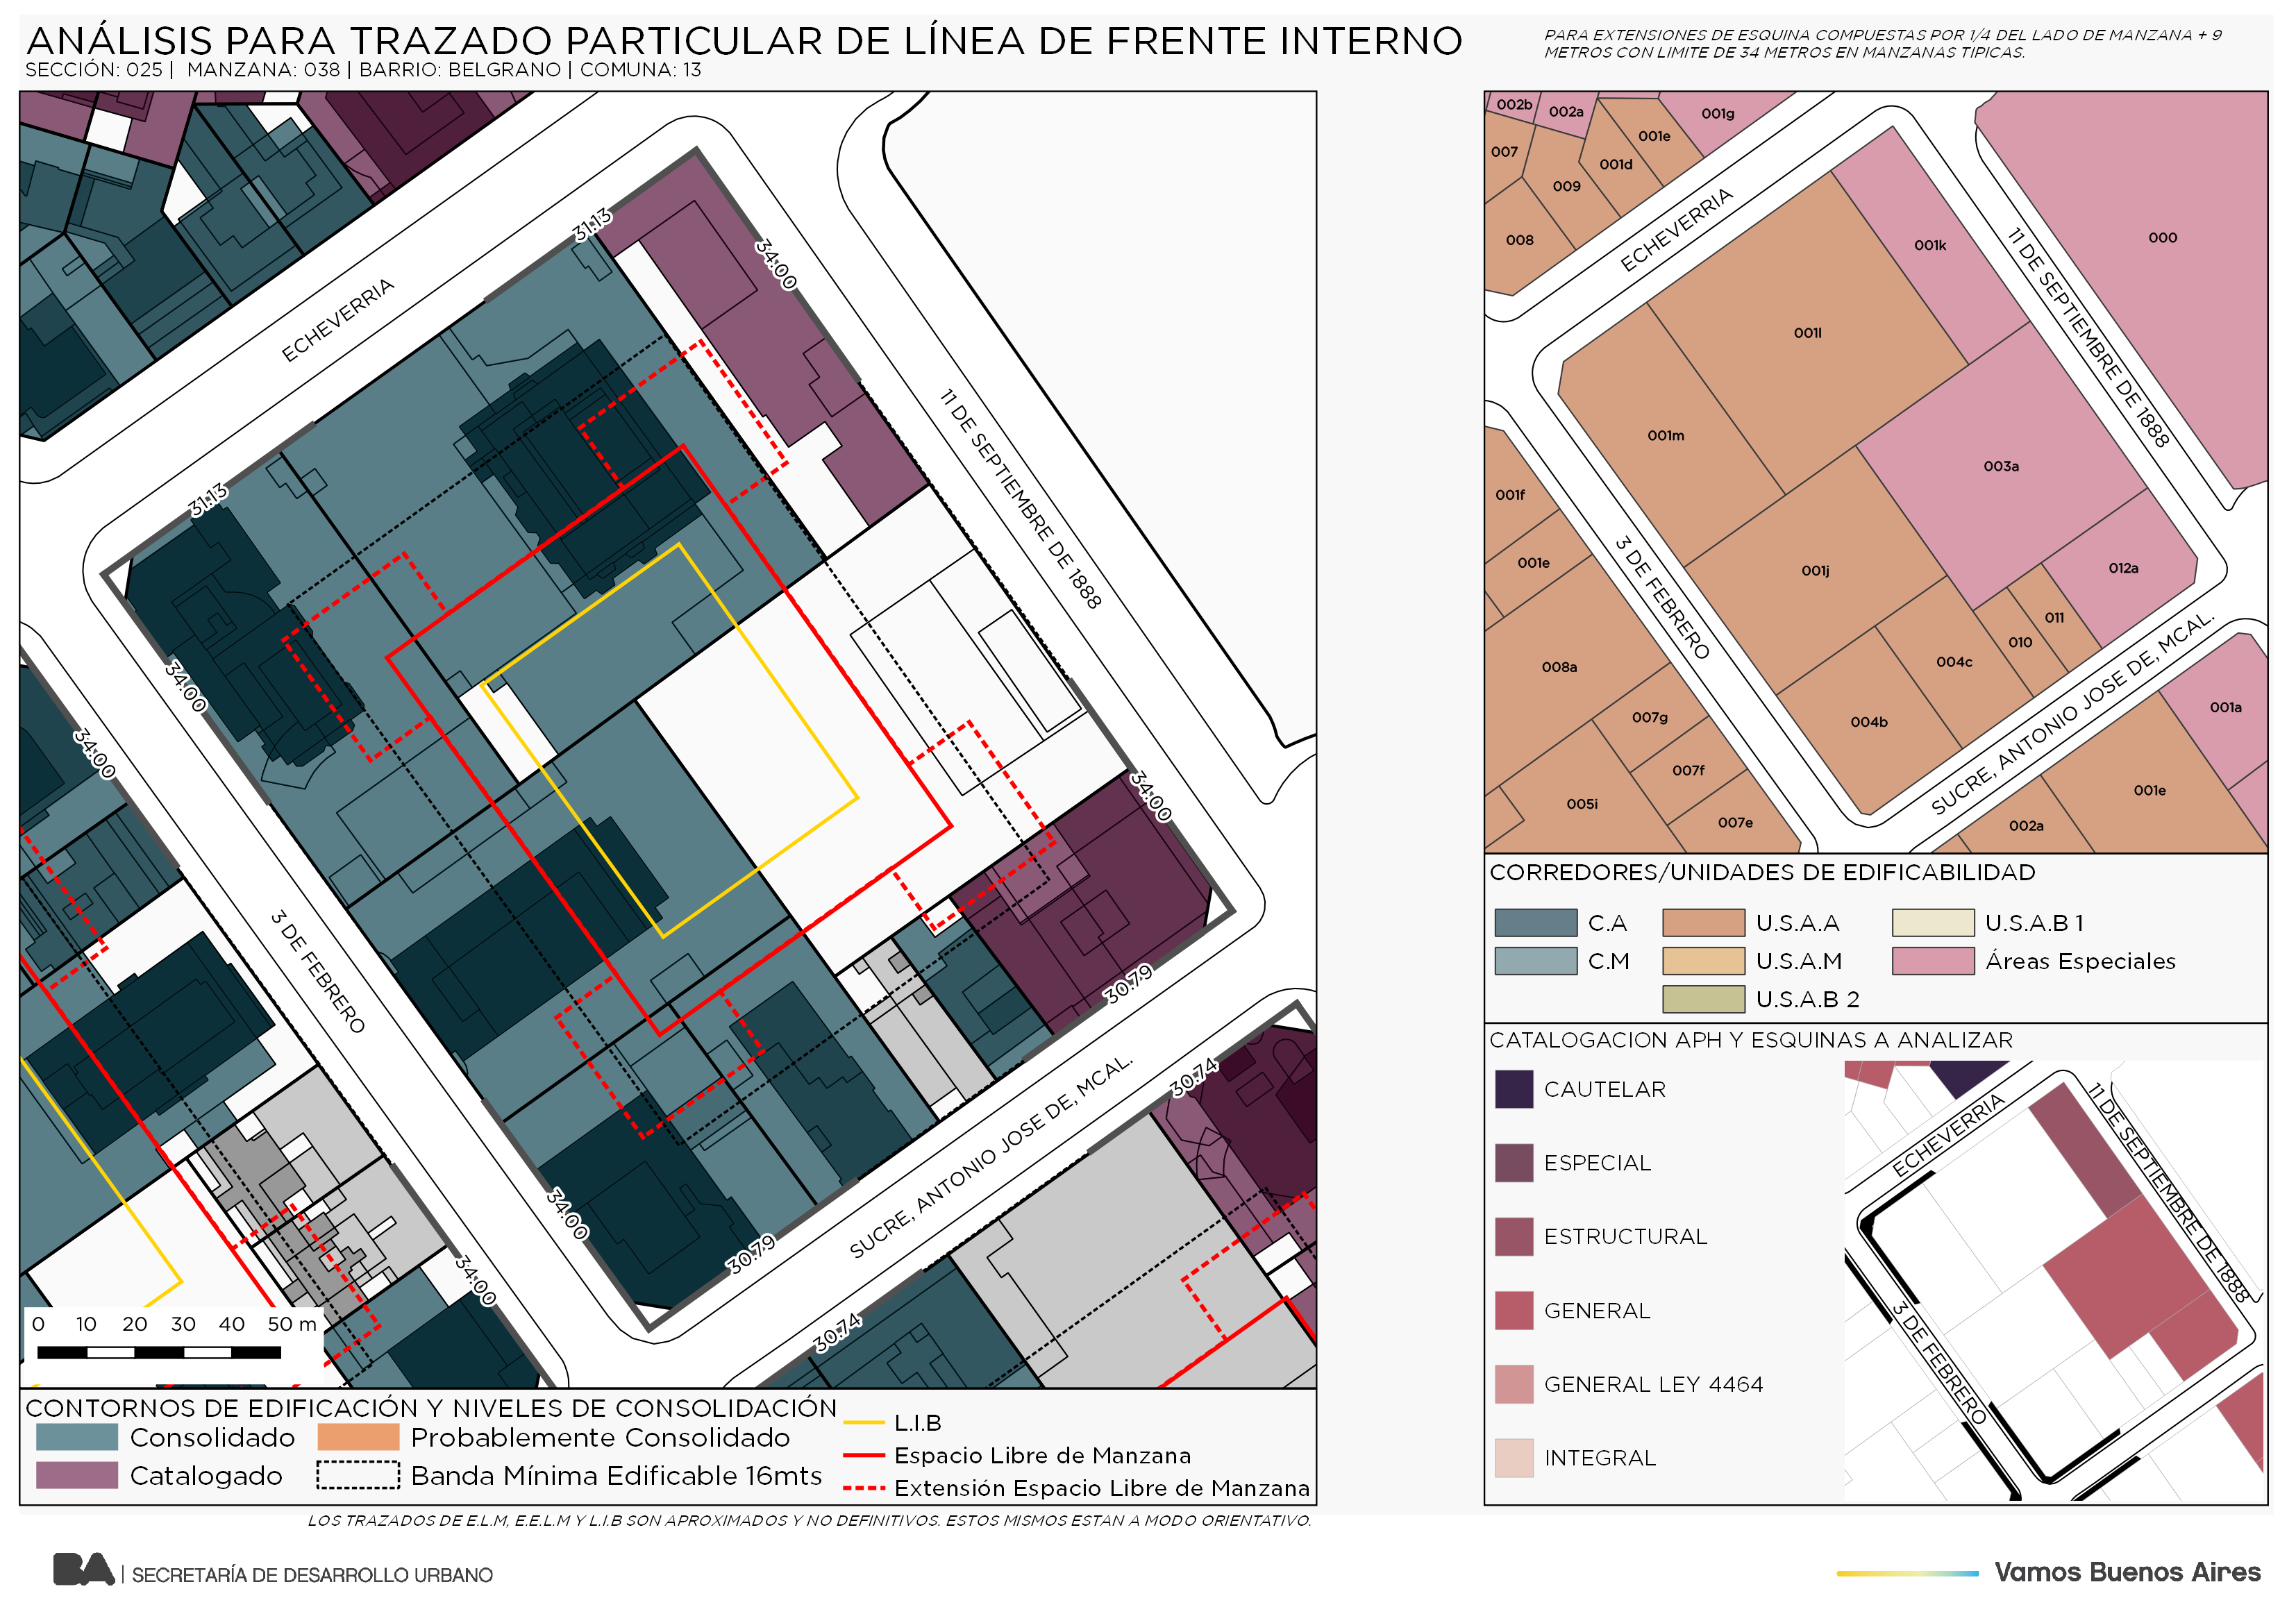 ANÁLISIS PARA TRAZADO PARTICULAR DE LÍNEA DE FRENTE INTERNO
SECCIÓN: 025 | MANZANA: 038 | BARRIO: BELGRANO | COMUNA: 13
PARA EXTENSIONES DE ESQUINA COMPUESTAS POR 1/4 DEL LADO DE MANZANA + 9
METROS CON LIMITE DE 34 METROS EN MANZANAS TIPICAS.
ECHEVERRIA
31.13
31.13
34.00
34.00
34.00
11 DE SEPTIEMBRE DE 1888
34.00
3 DE FEBRERO
30.79
30.74
34.00
34.00
30.79
30.74
SUCRE, ANTONIO JOSE DE, MCAL.
0 10 20 30 40 50 m
CONTORNOS DE EDIFICACIÓN Y NIVELES DE CONSOLIDACIÓN
Consolidado
Probablemente Consolidado
Catalogado
Banda Mínima Edificable 16mts
L.I.B
Espacio Libre de Manzana
Extensión Espacio Libre de Manzana
LOS TRAZADOS DE E.L.M, E.E.L.M Y L.I.B SON APROXIMADOS Y NO DEFINITIVOS. ESTOS MISMOS ESTAN A MODO ORIENTATIVO.
002b
002a
001g
001e
007
001d
009
008
ECHEVERRIA
001k
000
11 DE SEPTIEMBRE DE 1888
001l
001m
003a
001f
001e
3 DE FEBRERO
001j
012a
011
010
004c
008a
004b
007g
007f
005i
007e
SUCRE, ANTONIO JOSE DE, MCAL.
001a
001e
002a
CORREDORES/UNIDADES DE EDIFICABILIDAD
C.A
U.S.A.A
U.S.A.B 1
C.M
U.S.A.M
Áreas Especiales
U.S.A.B 2
CATALOGACION APH Y ESQUINAS A ANALIZAR
CAUTELAR
ESPECIAL
ESTRUCTURAL
GENERAL
GENERAL LEY 4464
INTEGRAL
ECHEVERRIA
11 DE SEPTIEMBRE DE 1888
3 DE FEBRERO
BA | SECRETARÍA DE DESARROLLO URBANO
Vamos Buenos Aires